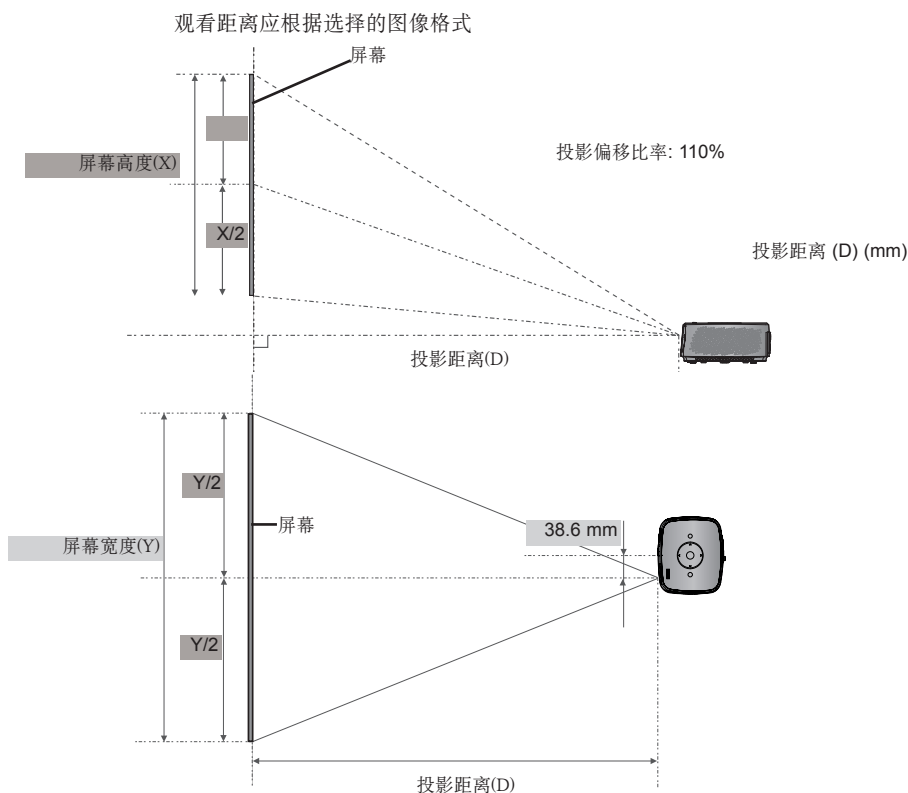 观看距离应根据选择的图像格式
屏幕
屏幕高度(X)
投影偏移比率: 110%
X/2
投影距离 (D) (mm)
投影距离(D)
Y/2
屏幕
38.6 mm
屏幕宽度(Y)
Y/2
投影距离(D)